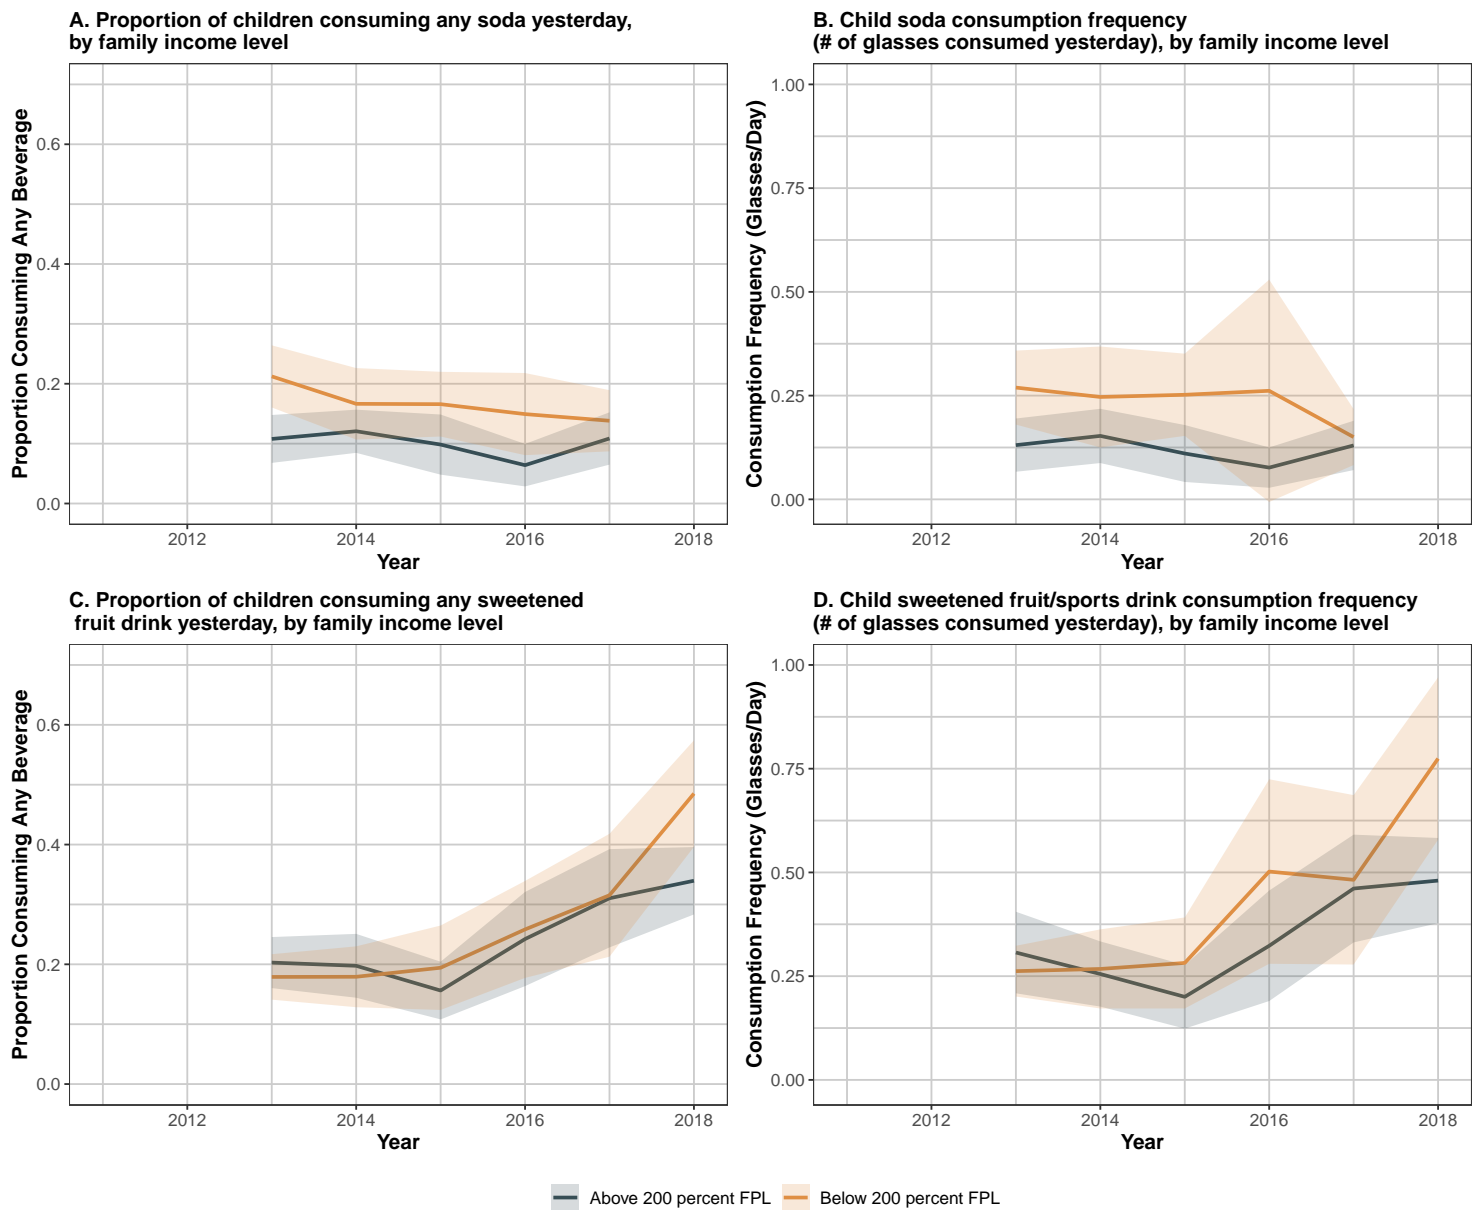 A. Proportion of children consuming any soda yesterday,
by family income level
Proportion Consuming Any Beverage
0.6
0.4
0.2
0.0
2012
2014
2016
2018
Year
B. Child soda consumption frequency
(# of glasses consumed yesterday), by family income level
Consumption Frequency (Glasses/Day)
1.00
0.75
0.50
0.25
0.00
2012
2014
2016
2018
Year
C. Proportion of children consuming any sweetened
fruit drink yesterday, by family income level
Proportion Consuming Any Beverage
0.6
0.4
0.2
0.0
2012
2014
2016
2018
Year
D. Child sweetened fruit/sports drink consumption frequency
(# of glasses consumed yesterday), by family income level
Consumption Frequency (Glasses/Day)
1.00
0.75
0.50
0.25
0.00
2012
2014
2016
2018
Year
Above 200 percent FPL
Below 200 percent FPL